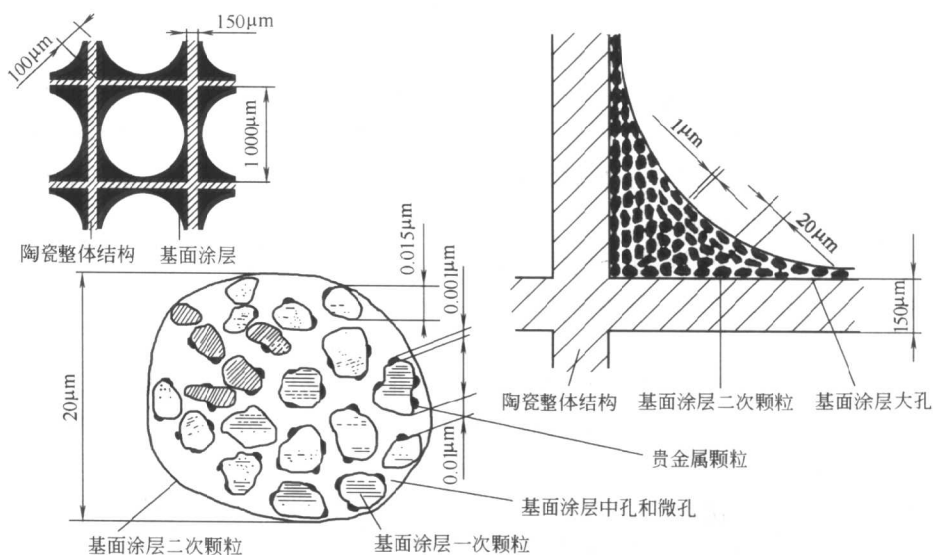 150μm
100μm
1000μm
陶瓷整体结构
基面涂层
1μm
20μm
150μm
陶瓷整体结构
基面涂层二次颗粒
基面涂层大孔
0.015μm
0.001μm
20μm
0.01μm
贵金属颗粒
基面涂层中孔和微孔
基面涂层二次颗粒
基面涂层一次颗粒